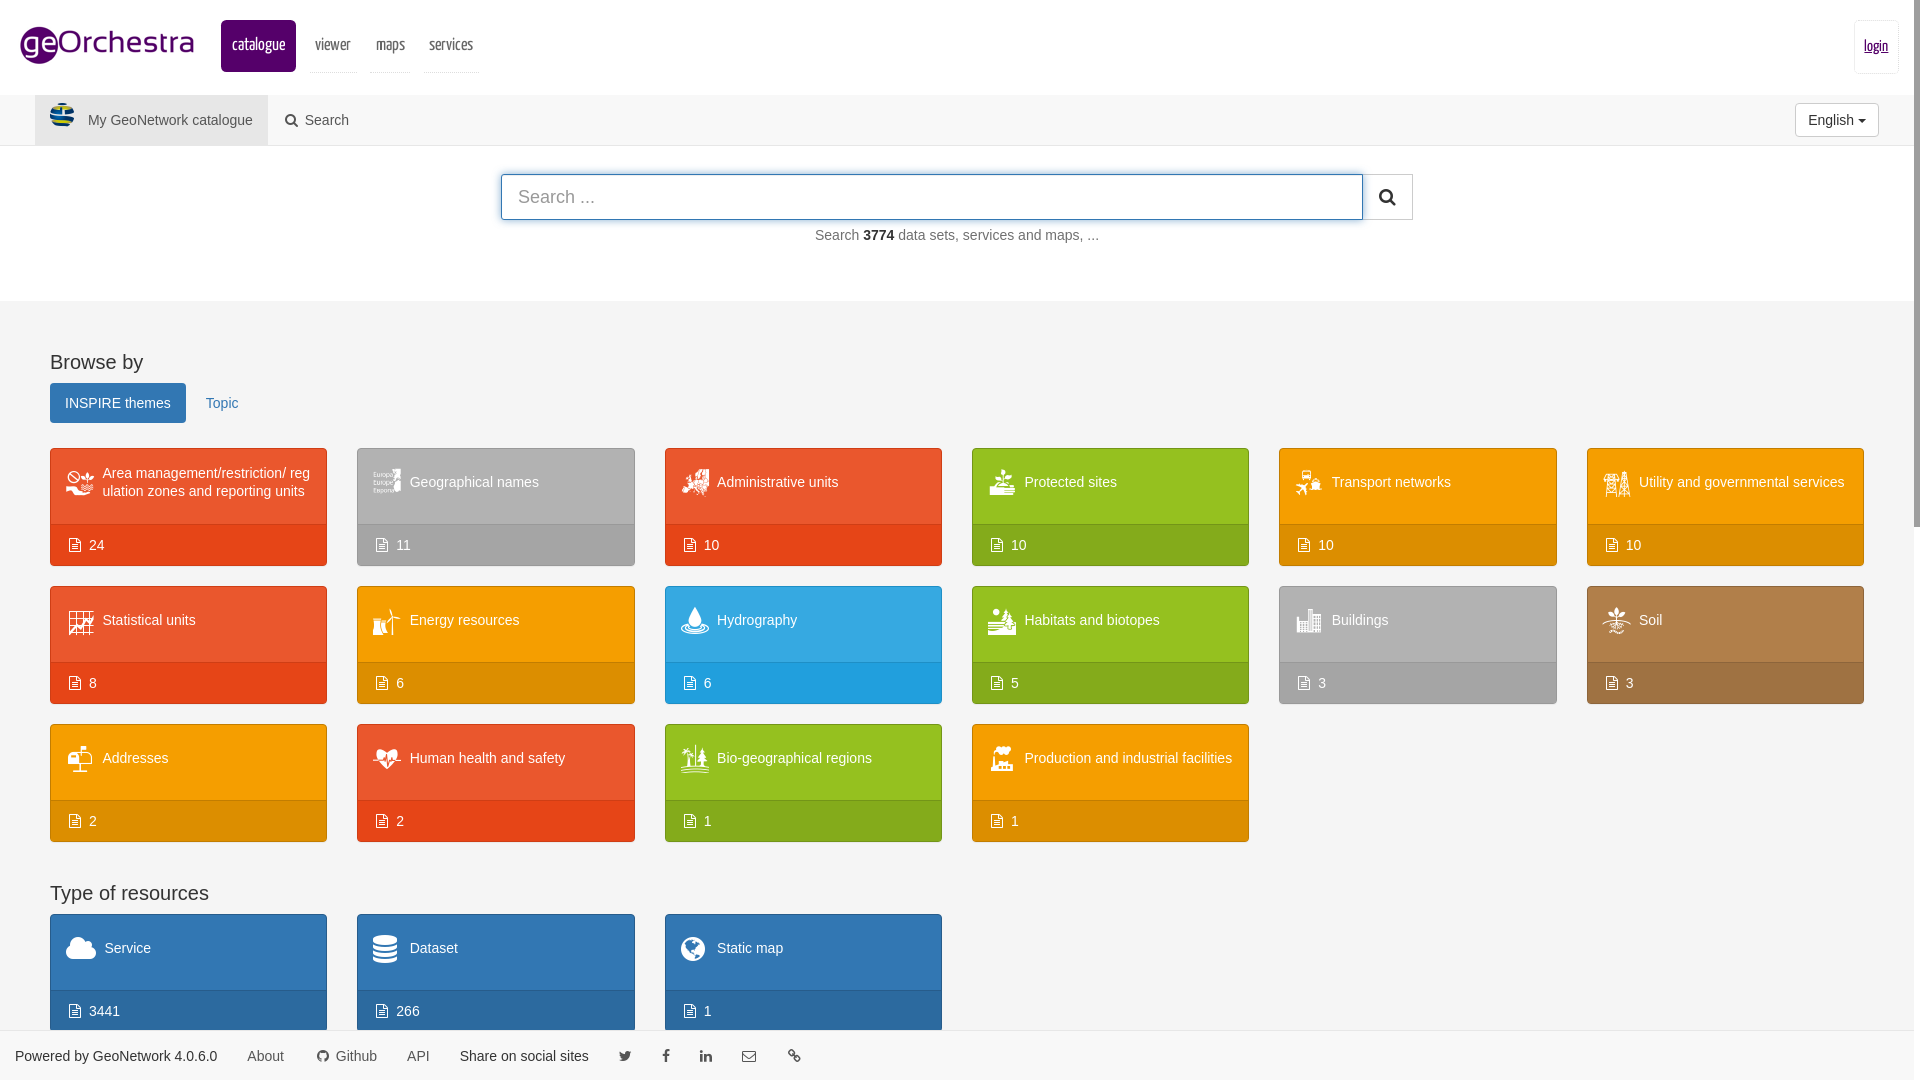 geOrchestra
catalogue
viewer
maps
services
login
My GeoNetwork catalogue
Search
English
Search ...
Search 3774 data sets, services and maps, ...
Browse by
INSPIRE themes
Topic
Area management/restriction/ reg
ulation zones and reporting units
Geographical names
Administrative units
Protected sites
Transport networks
Utility and governmental services
24
11
10
10
10
10
Statistical units
Energy resources
Hydrography
Habitats and biotopes
Buildings
Soil
8
6
6
5
3
3
Addresses
Human health and safety
Bio-geographical regions
Production and industrial facilities
2
2
1
1
Type of resources
Service
Dataset
Static map
3441
266
1
Powered by GeoNetwork 4.0.6.0
About
Github
API
Share on social sites